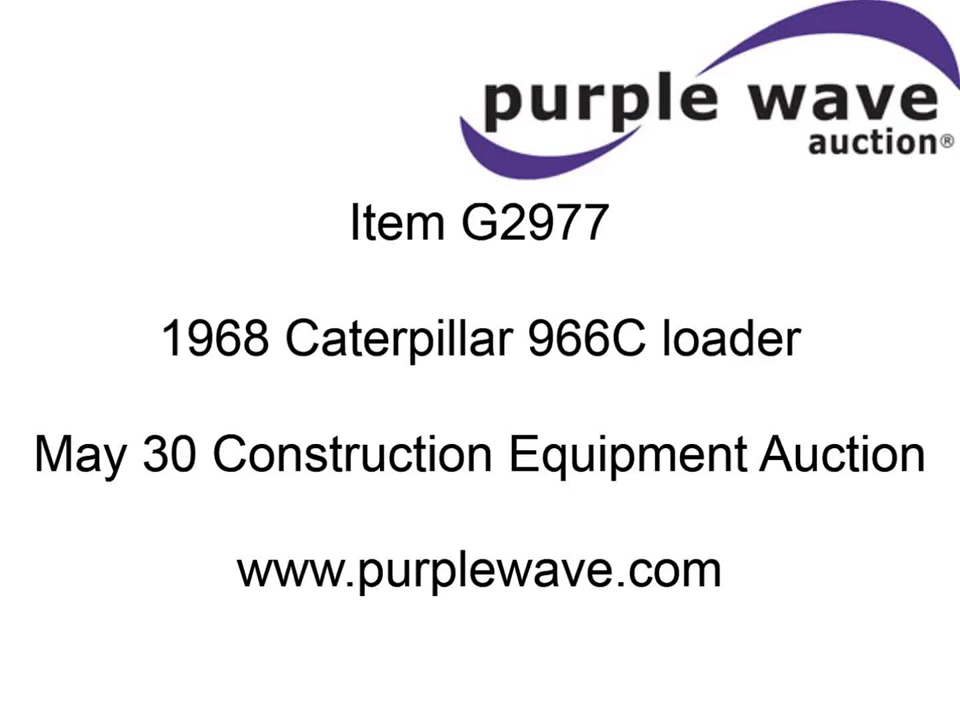 purple wave
auction®
Item G2977
1968 Caterpillar 966C loader
May 30 Construction Equipment Auction
www.purplewave.com